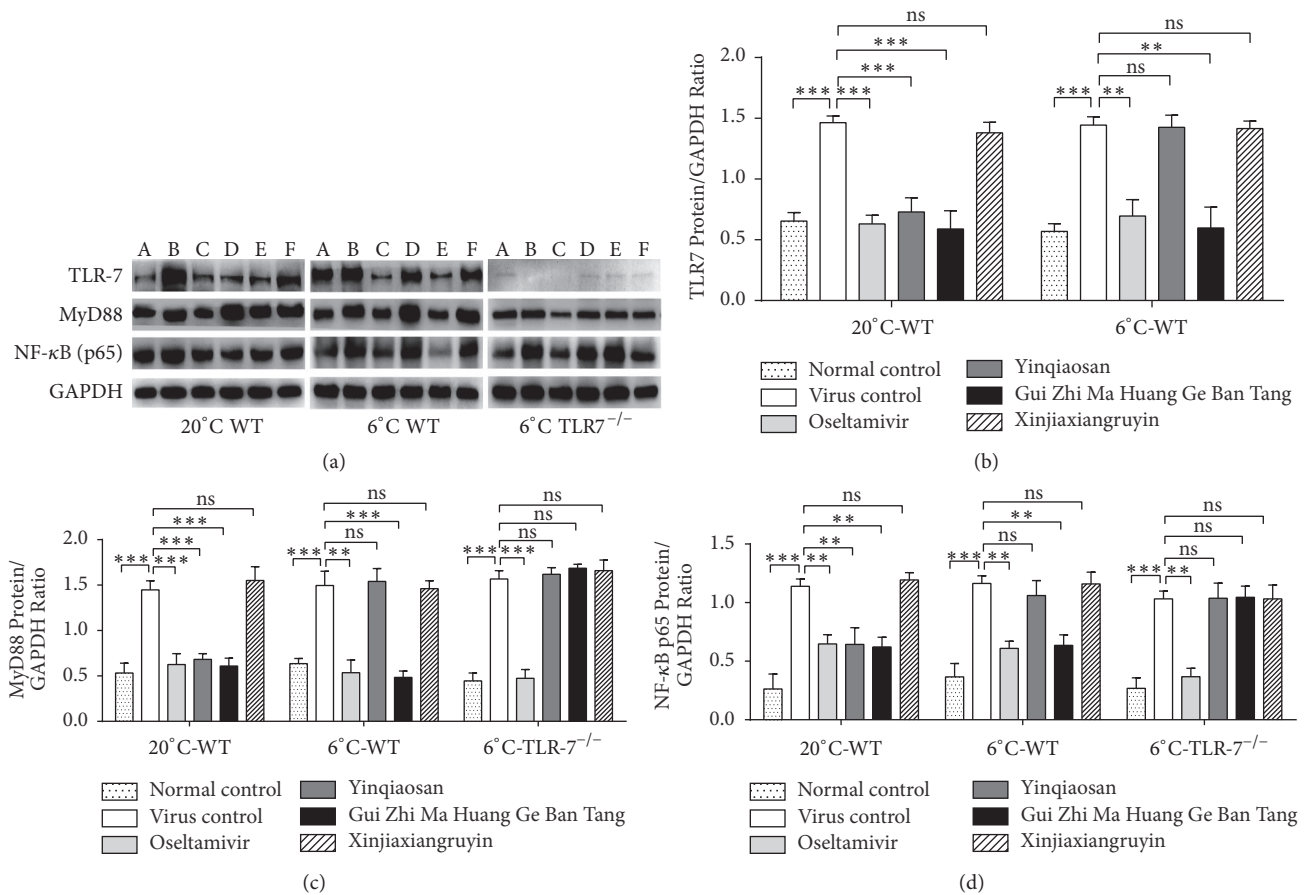 A B C D E F A B C D E F A B C D E F
TLR-7
MyD88
NF-κB (p65)
GAPDH
20°C WT 6°C WT 6°C TLR7−/−
(a)
ns
ns
***
**
***
ns
*** ***
*** **
TLR7 Protein/GAPDH Ratio
2.0
1.5
1.0
0.5
0.0
20°C-WT 6°C-WT
Normal control
Virus control
Oseltamivir
Yinqiaosan
Gui Zhi Ma Huang Ge Ban Tang
Xinjiaxiangruyin
(b)
ns ns ns
*** *** ns
*** ns ns
*** *** *** ** *** ***
MyD88 Protein/
GAPDH Ratio
2.0
1.5
1.0
0.5
0.0
20°C-WT 6°C-WT 6°C-TLR-7−/−
Normal control
Virus control
Oseltamivir
Yinqiaosan
Gui Zhi Ma Huang Ge Ban Tang
Xinjiaxiangruyin
(c)
ns ns ns
** ** ns
** ns ns
*** ** *** ** *** **
NF-κB p65 Protein/
GAPDH Ratio
1.5
1.0
0.5
0.0
20°C-WT 6°C-WT 6°C-TLR-7−/−
Normal control
Virus control
Oseltamivir
Yinqiaosan
Gui Zhi Ma Huang Ge Ban Tang
Xinjiaxiangruyin
(d)